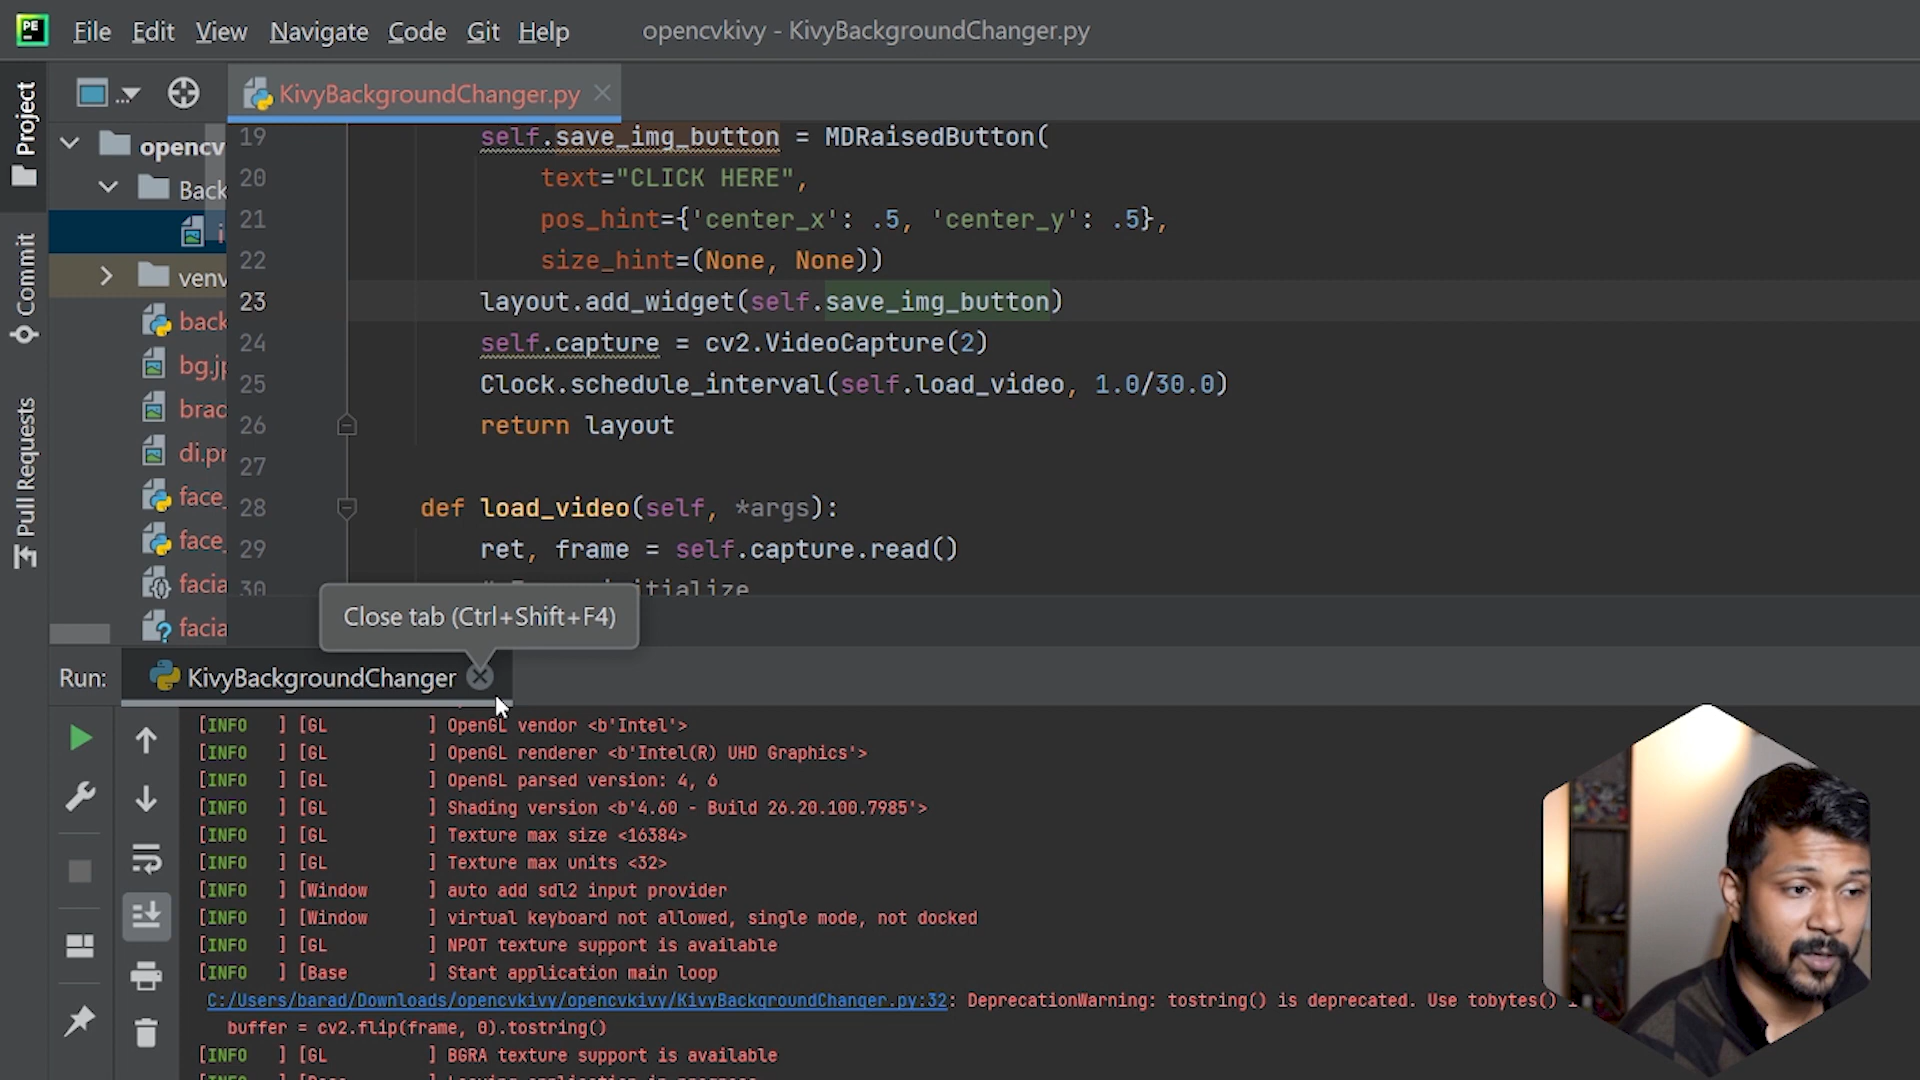 PE
File Edit View Navigate Code Git Help opencvkivy - KivyBackgroundChanger.py
Project
Commit
Pull Requests
KivyBackgroundChanger.py
opencv
Back
i
venv
back
bg.jp
brac
di.pr
face_
face_
facia
facia
19 self.save_img_button = MDRaisedButton(
20 text="CLICK HERE",
21 pos_hint={'center_x': .5, 'center_y': .5},
22 size_hint=(None, None))
23 layout.add_widget(self.save_img_button)
24 self.capture = cv2.VideoCapture(2)
25 Clock.schedule_interval(self.load_video, 1.0/30.0)
26 return layout
27
28 def load_video(self, *args):
29 ret, frame = self.capture.read()
30
Close tab (Ctrl+Shift+F4)
Run: KivyBackgroundChanger
[INFO ] [GL ] OpenGL vendor <b'Intel'>
[INFO ] [GL ] OpenGL renderer <b'Intel(R) UHD Graphics'>
[INFO ] [GL ] OpenGL parsed version: 4, 6
[INFO ] [GL ] Shading version <b'4.60 - Build 26.20.100.7985'>
[INFO ] [GL ] Texture max size <16384>
[INFO ] [GL ] Texture max units <32>
[INFO ] [Window ] auto add sdl2 input provider
[INFO ] [Window ] virtual keyboard not allowed, single mode, not docked
[INFO ] [GL ] NPOT texture support is available
[INFO ] [Base ] Start application main loop
C:/Users/barad/Downloads/opencvkivy/opencvkivy/KivyBackgroundChanger.py:32: DeprecationWarning: tostring() is deprecated. Use tobytes()
buffer = cv2.flip(frame, 0).tostring()
[INFO ] [GL ] BGRA texture support is available